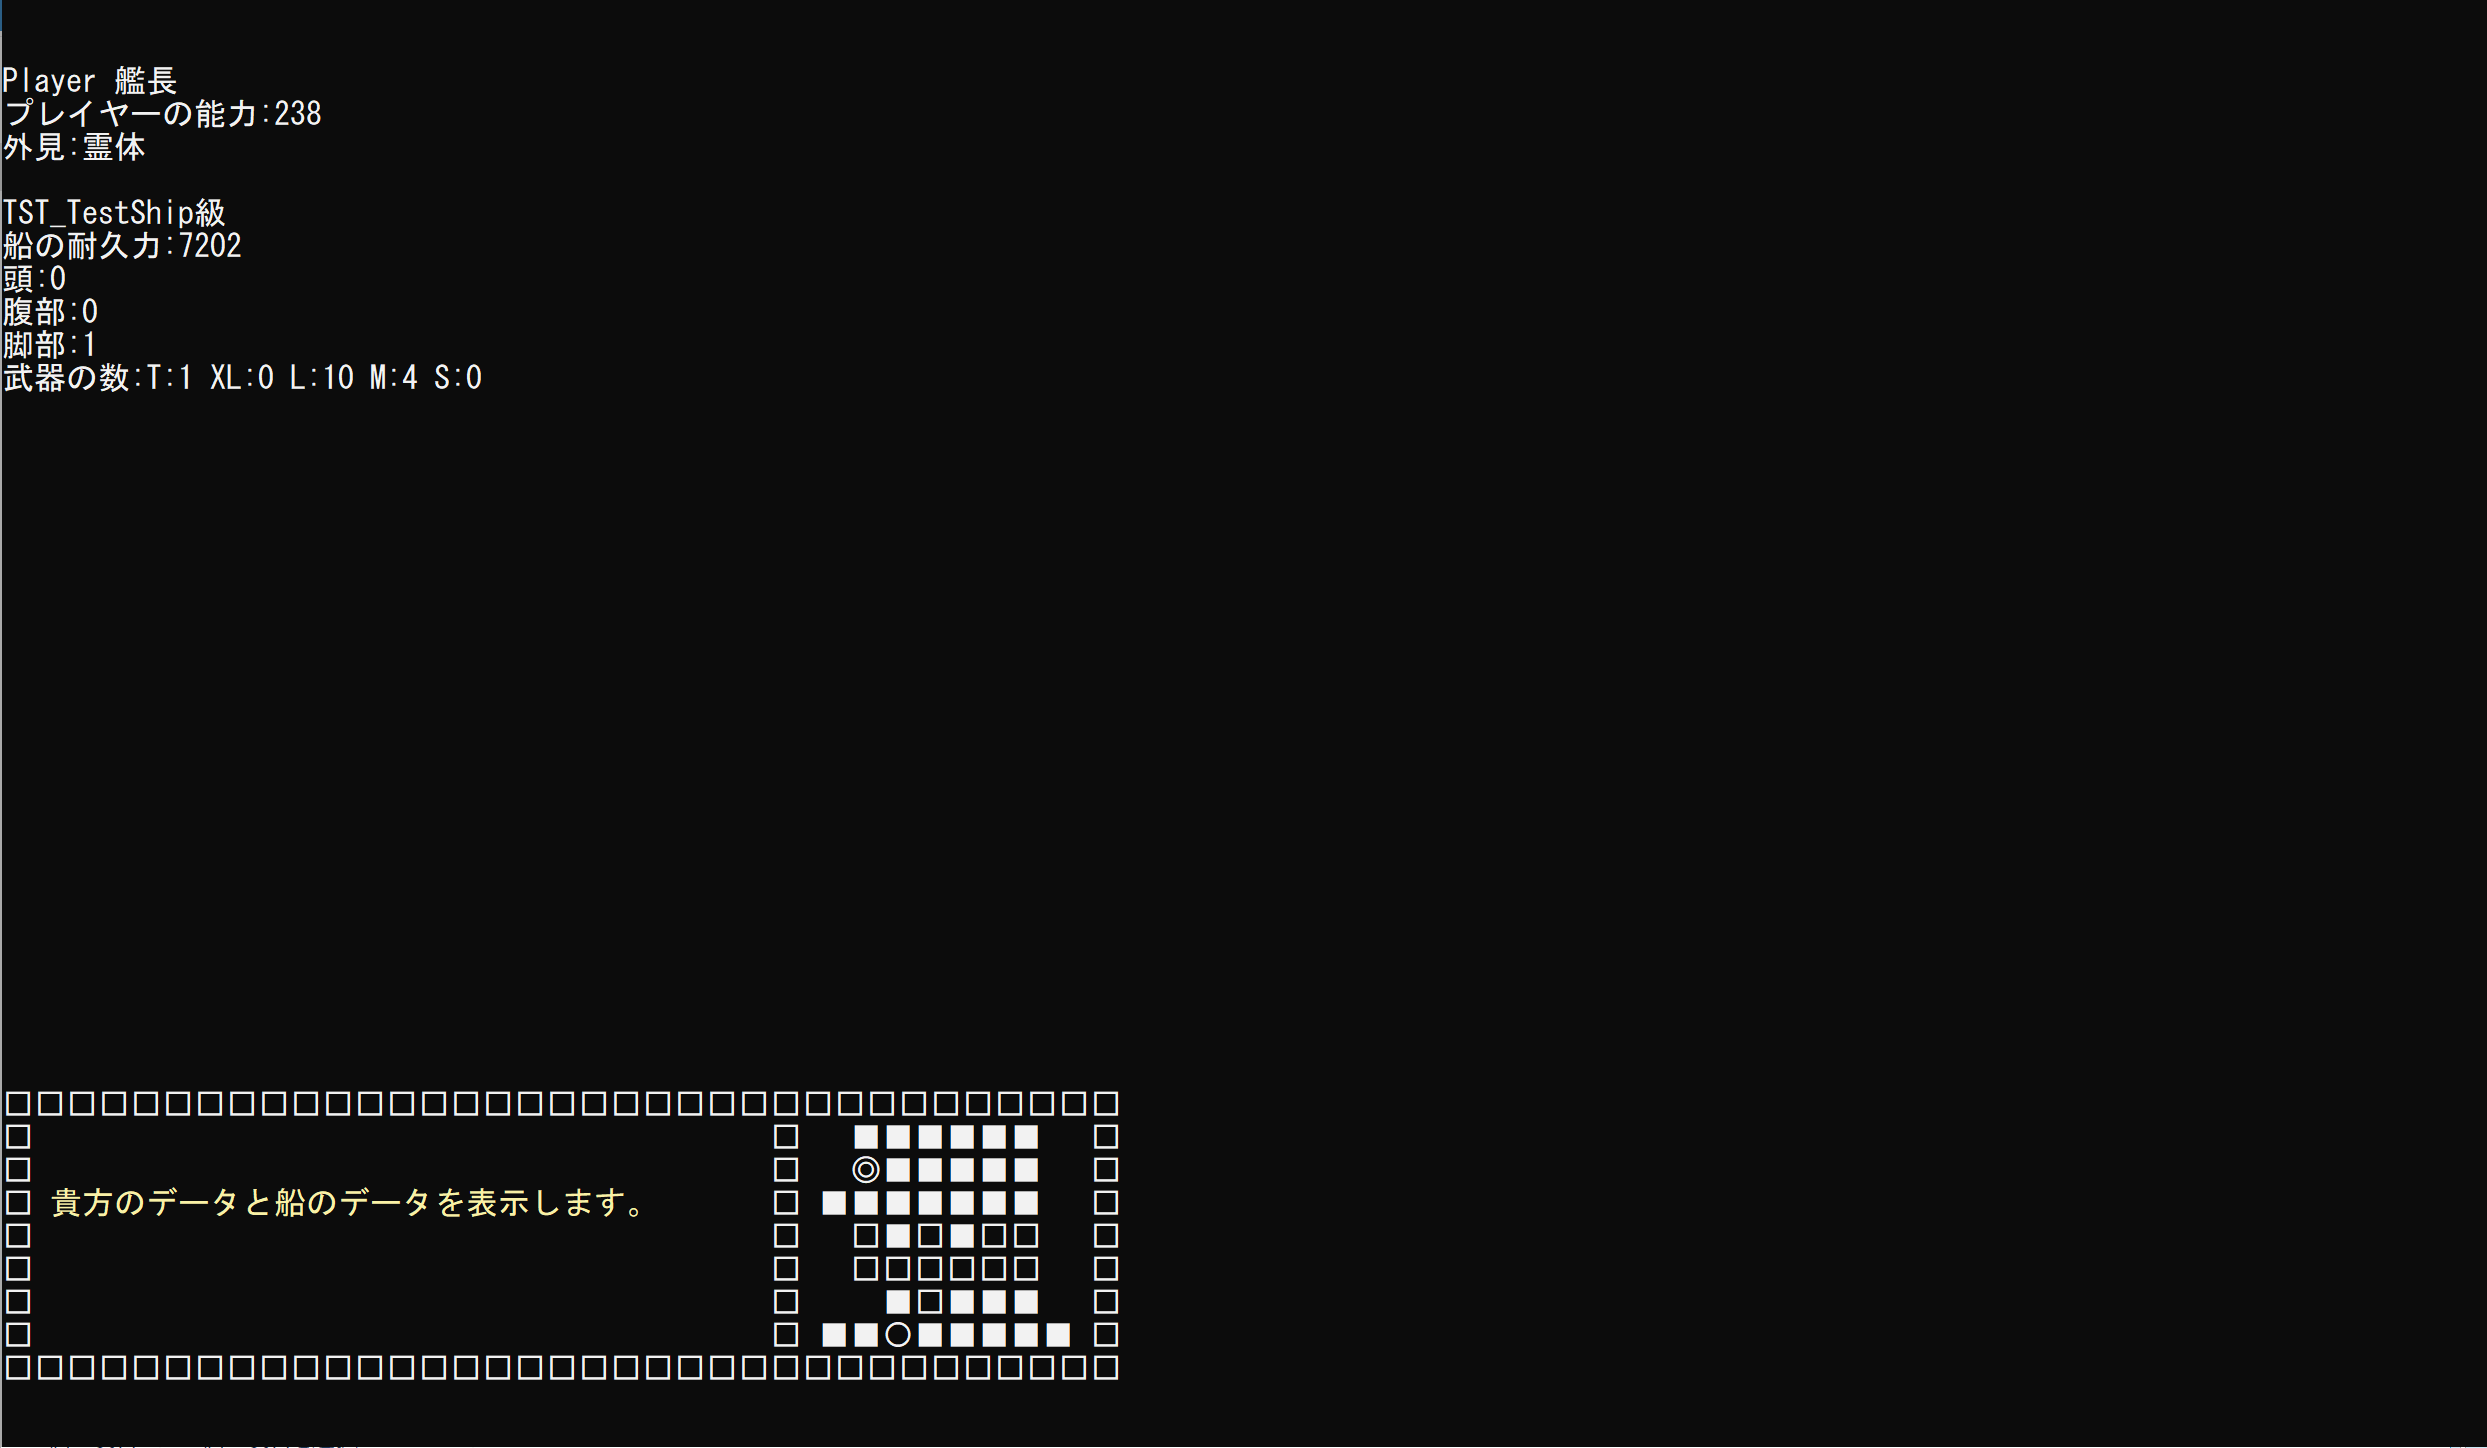 Player 艦長
プレイヤーの能力:238
外見:霊体
TST_TestShip級
船の耐久力:7202
頭:0
腹部:0
脚部:1
武器の数:T:1 XL:0 L:10 M:4 S:0
貴方のデータと船のデータを表示します。